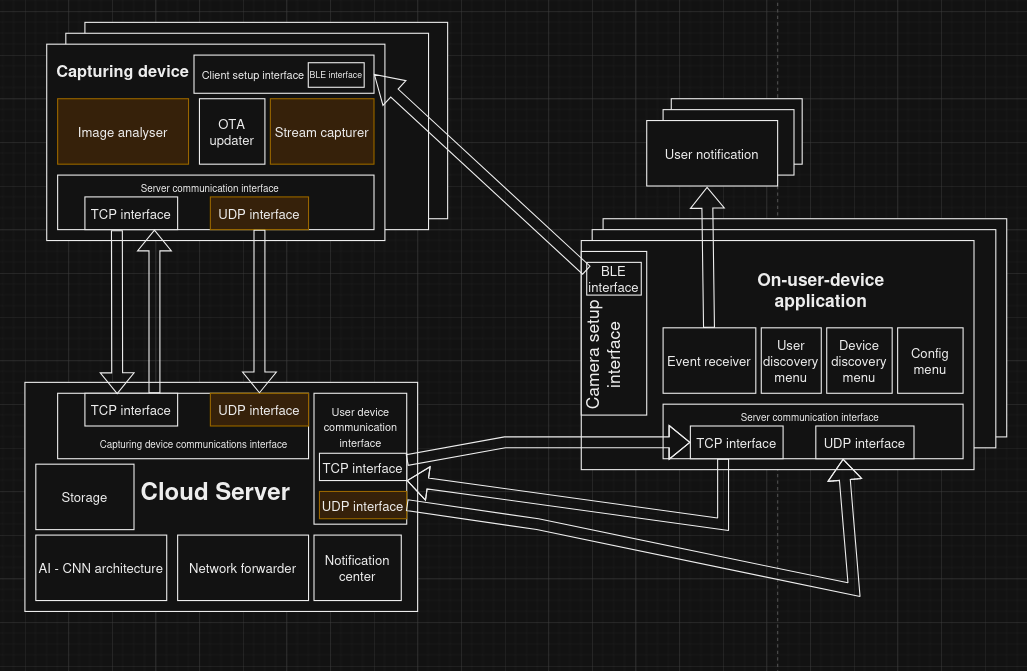 Capturing device
Client setup interface
BLE interface
Image analyser
OTA
updater
Stream capturer
Server communication interface
TCP interface
UDP interface
User notification
On-user-device
application
BLE
interface
Camera setup
interface
Event receiver
User
discovery
menu
Device
discovery
menu
Config
menu
Server communication interface
TCP interface
UDP interface
TCP interface
UDP interface
Capturing device communications interface
User device
communication
interface
TCP interface
UDP interface
Storage
Cloud Server
AI - CNN architecture
Network forwarder
Notification
center